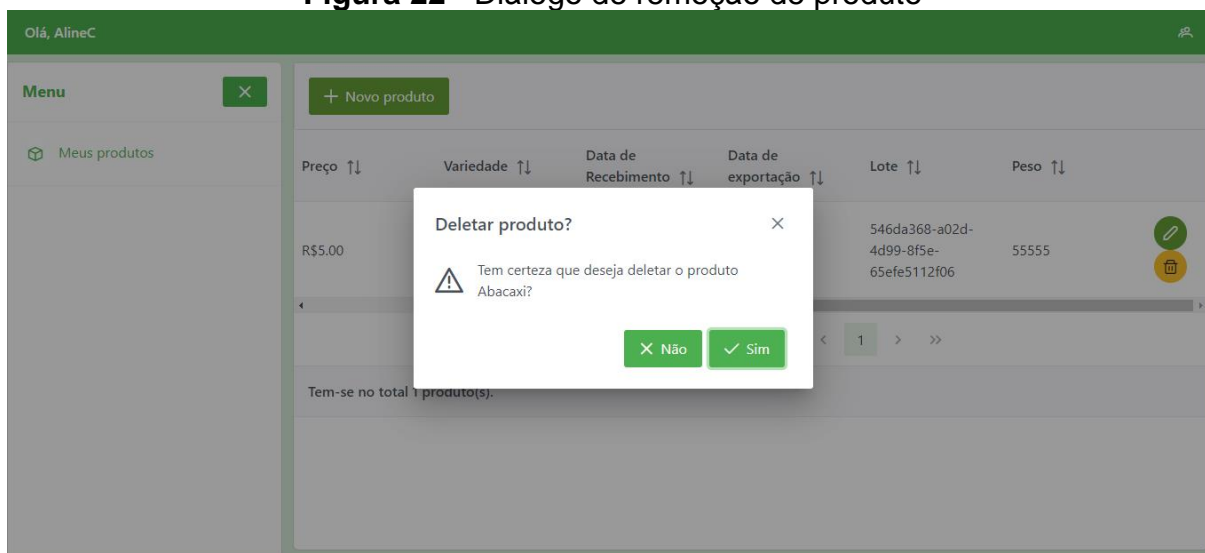 Figura 22 - Diálogo de remoção de produto
Olá, AlineC
Menu
Meus produtos
+ Novo produto
Preço
Variedade
Data de
Recebimento
Data de
exportação
Lote
Peso
R$5.00
546da368-a02d-
4d99-8f5e-
65efe5112f06
55555
Deletar produto?
Tem certeza que deseja deletar o produto
Abacaxi?
Não
Sim
< 1 > >>
Tem-se no total 1 produto(s).